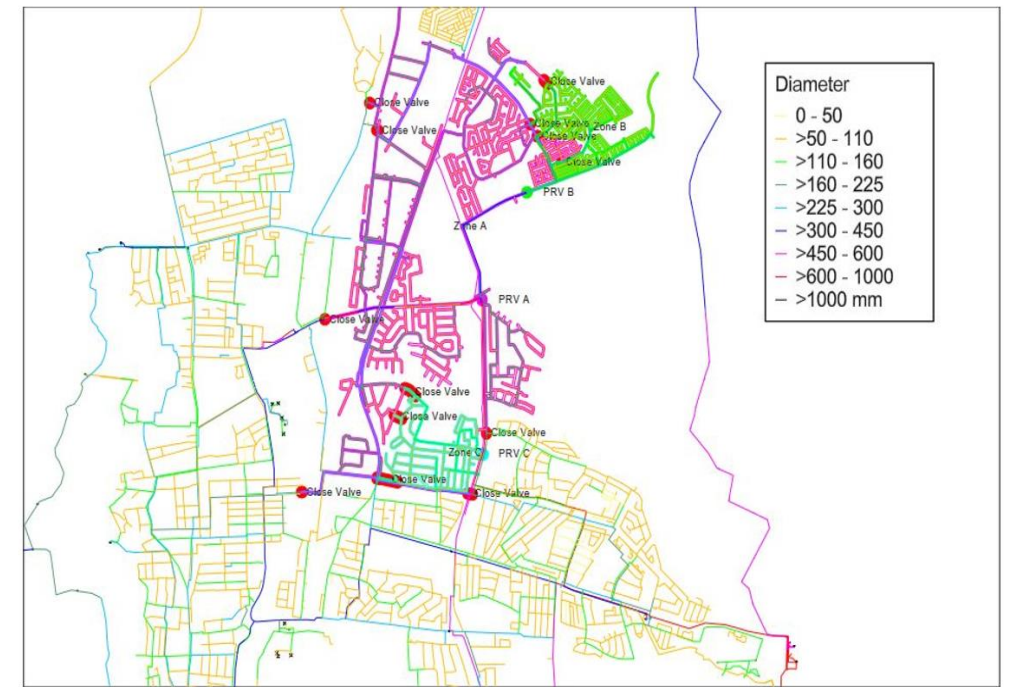 Close Valve
Diameter
0 - 50
>50 - 110
>110 - 160
>160 - 225
>225 - 300
>300 - 450
>450 - 600
>600 - 1000
>1000 mm
Close Valve
Close Valve
Close Valve
Zone B
Close Valve
Close Valve
PRV B
Zone A
PRV A
Close Valve
Close Valve
Close Valve
Close Valve
Zone C
PRV C
Close Valve
Close Valve
Close Valve